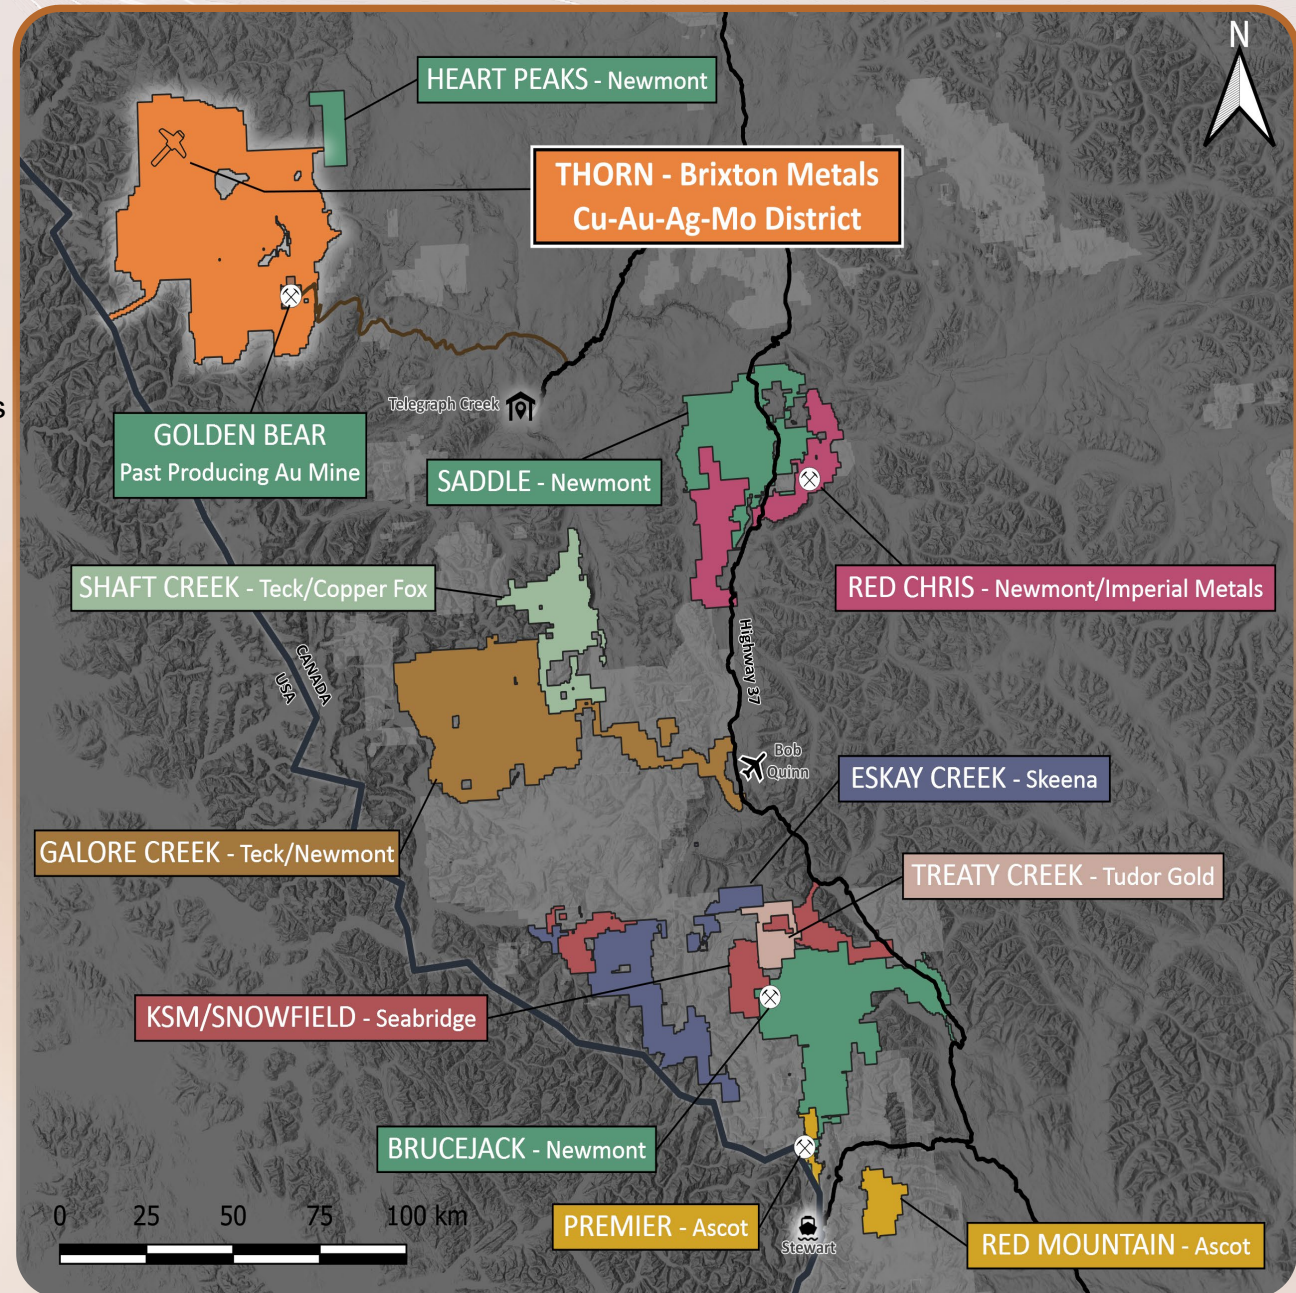 N
HEART PEAKS - Newmont
THORN - Brixton Metals
Cu-Au-Ag-Mo District
s
Telegraph Creek
GOLDEN BEAR
Past Producing Au Mine
SADDLE - Newmont
SHAFT CREEK - Teck/Copper Fox
RED CHRIS - Newmont/Imperial Metals
Highway 37
CANADA
USA
Bob
Quinn
ESKAY CREEK - Skeena
GALORE CREEK - Teck/Newmont
TREATY CREEK - Tudor Gold
KSM/SNOWFIELD - Seabridge
BRUCEJACK - Newmont
0 25 50 75 100 km
PREMIER - Ascot
Stewart
RED MOUNTAIN - Ascot